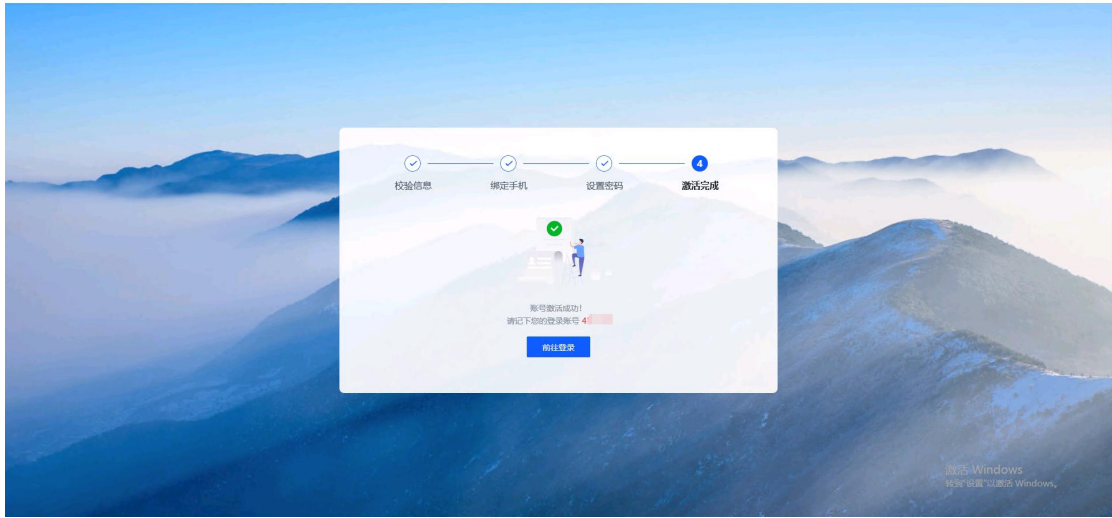 4
校验信息
绑定手机
设置密码
激活完成
账号激活成功！
请记下您的登录账号 4
前往登录
激活 Windows
转到"设置"以激活 Windows。